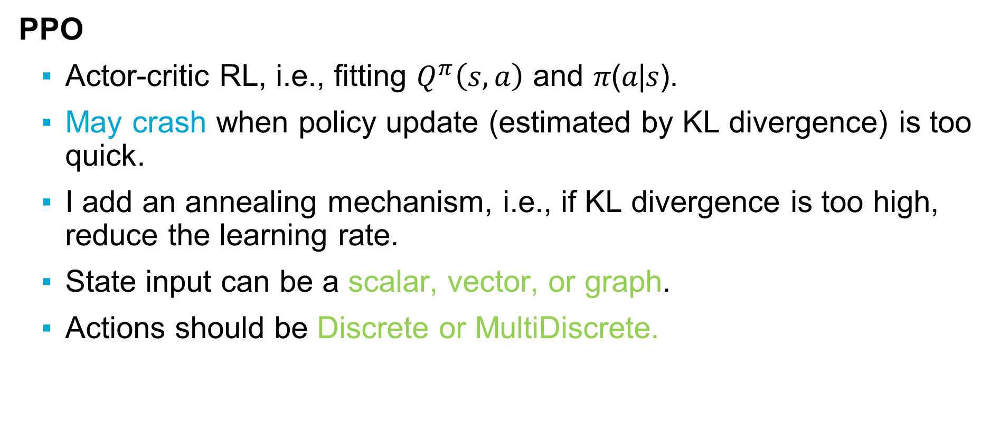 PPO
▪ Actor-critic RL, i.e., fitting Q^π(s, a) and π(a|s).
▪ May crash when policy update (estimated by KL divergence) is too
quick.
▪ I add an annealing mechanism, i.e., if KL divergence is too high,
reduce the learning rate.
▪ State input can be a scalar, vector, or graph.
▪ Actions should be Discrete or MultiDiscrete.